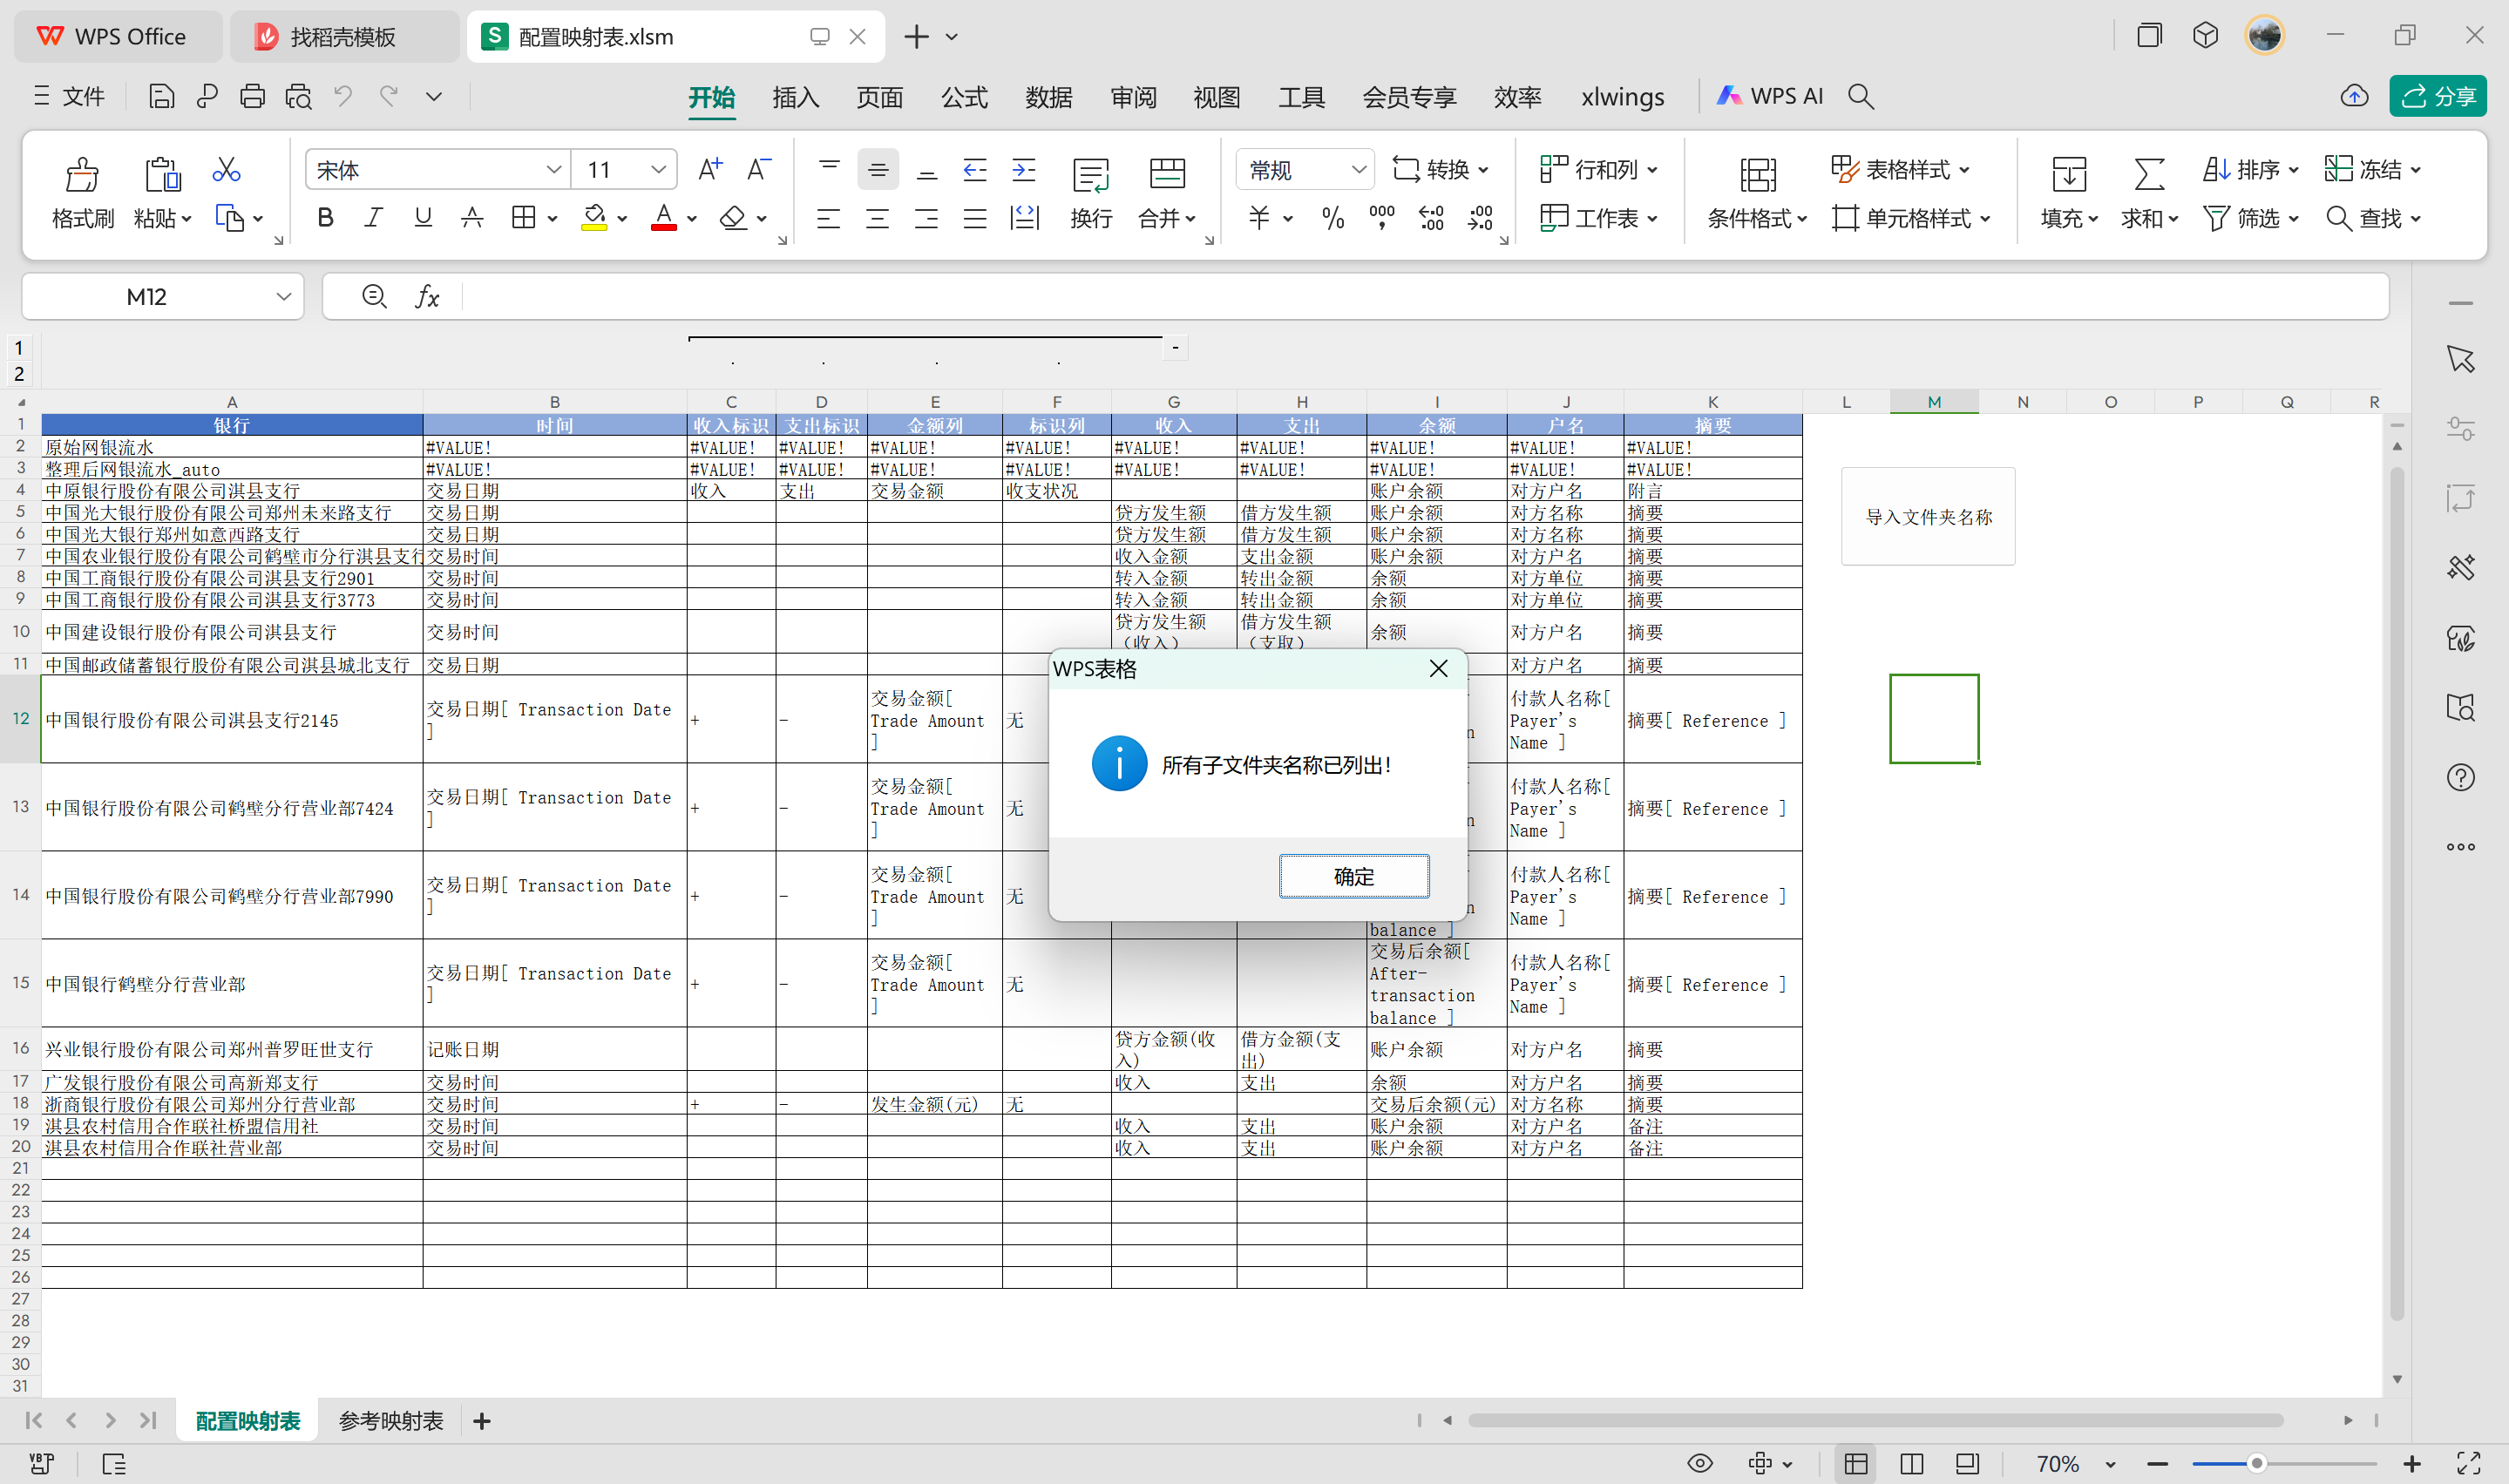 WPS Office 找稻壳模板 配置映射表.xlsm
文件 开始 插入 页面 公式 数据 审阅 视图 工具 会员专享 效率 xlwings WPS AI 分享
宋体 11 常规 转换 行和列 表格样式 排序 冻结
格式刷 粘贴 换行 合并 工作表 条件格式 单元格样式 填充 求和 筛选 查找
M12
1
2
A B C D E F G H I J K L M N O P Q R
1 银行 时间 收入标识 支出标识 金额列 标识列 收入 支出 余额 户名 摘要
2 原始网银流水 #VALUE! #VALUE! #VALUE! #VALUE! #VALUE! #VALUE! #VALUE! #VALUE! #VALUE! #VALUE!
3 整理后网银流水_auto #VALUE! #VALUE! #VALUE! #VALUE! #VALUE! #VALUE! #VALUE! #VALUE! #VALUE! #VALUE!
4 中原银行股份有限公司淇县支行 交易日期 收入 支出 交易金额 收支状况 账户余额 对方户名 附言
5 中国光大银行股份有限公司郑州未来路支行 交易日期 贷方发生额 借方发生额 账户余额 对方名称 摘要
导入文件夹名称
6 中国光大银行郑州如意西路支行 交易日期 贷方发生额 借方发生额 账户余额 对方名称 摘要
7 中国农业银行股份有限公司鹤壁市分行淇县支行 交易时间 收入金额 支出金额 账户余额 对方户名 摘要
8 中国工商银行股份有限公司淇县支行2901 交易时间 转入金额 转出金额 余额 对方单位 摘要
9 中国工商银行股份有限公司淇县支行3773 交易时间 转入金额 转出金额 余额 对方单位 摘要
10 中国建设银行股份有限公司淇县支行 交易时间 贷方发生额（收入） 借方发生额（支取） 余额 对方户名 摘要
11 中国邮政储蓄银行股份有限公司淇县城北支行 交易日期 对方户名 摘要
12 中国银行股份有限公司淇县支行2145 交易日期[ Transaction Date ] + - 交易金额[ Trade Amount ] 无 n 付款人名称[ Payer's Name ] 摘要[ Reference ]
13 中国银行股份有限公司鹤壁分行营业部7424 交易日期[ Transaction Date ] + - 交易金额[ Trade Amount ] 无 n 付款人名称[ Payer's Name ] 摘要[ Reference ]
14 中国银行股份有限公司鹤壁分行营业部7990 交易日期[ Transaction Date ] + - 交易金额[ Trade Amount ] 无 n balance ] 付款人名称[ Payer's Name ] 摘要[ Reference ]
15 中国银行鹤壁分行营业部 交易日期[ Transaction Date ] + - 交易金额[ Trade Amount ] 无 交易后余额[ After-transaction balance ] 付款人名称[ Payer's Name ] 摘要[ Reference ]
16 兴业银行股份有限公司郑州普罗旺世支行 记账日期 贷方金额(收入) 借方金额(支出) 账户余额 对方户名 摘要
17 广发银行股份有限公司高新郑支行 交易时间 收入 支出 余额 对方户名 摘要
18 浙商银行股份有限公司郑州分行营业部 交易时间 + - 发生金额(元) 无 交易后余额(元) 对方名称 摘要
19 淇县农村信用合作联社桥盟信用社 交易时间 收入 支出 账户余额 对方户名 备注
20 淇县农村信用合作联社营业部 交易时间 收入 支出 账户余额 对方户名 备注
21
22
23
24
25
26
27
28
29
30
31
WPS表格
所有子文件夹名称已列出!
确定
配置映射表 参考映射表
70%